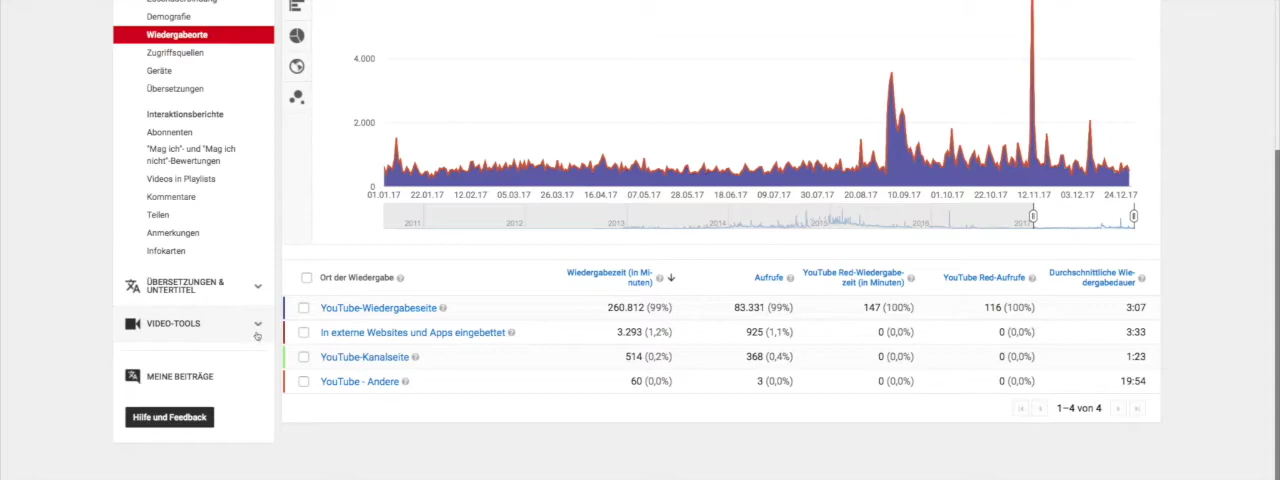 Demografie
Wiedergabeorte
Zugriffsquellen
Geräte
Übersetzungen
Interaktionsberichte
Abonnenten
"Mag ich"- und "Mag ich
nicht"-Bewertungen
Videos in Playlists
Kommentare
Teilen
Anmerkungen
Infokarten
ÜBERSETZUNGEN &
UNTERTITEL
VIDEO-TOOLS
MEINE BEITRÄGE
Hilfe und Feedback
4.000
2.000
0
01.01.17 22.01.17 12.02.17 05.03.17 26.03.17 16.04.17 07.05.17 28.05.17 18.06.17 09.07.17 30.07.17 20.08.17 10.09.17 01.10.17 22.10.17 12.11.17 03.12.17 24.12.17
2011 2012 2013 2014 2015 2016 2017
Ort der Wiedergabe ? Wiedergabezeit (in Mi-
nuten) ? Aufrufe ? YouTube Red-Wiedergabe-
zeit (in Minuten) ? YouTube Red-Aufrufe ? Durchschnittliche Wie-
dergabedauer ?
YouTube-Wiedergabeseite ? 260.812 (99%) 83.331 (99%) 147 (100%) 116 (100%) 3:07
In externe Websites und Apps eingebettet ? 3.293 (1,2%) 925 (1,1%) 0 (0,0%) 0 (0,0%) 3:33
YouTube-Kanalseite ? 514 (0,2%) 368 (0,4%) 0 (0,0%) 0 (0,0%) 1:23
YouTube - Andere ? 60 (0,0%) 3 (0,0%) 0 (0,0%) 0 (0,0%) 19:54
1–4 von 4